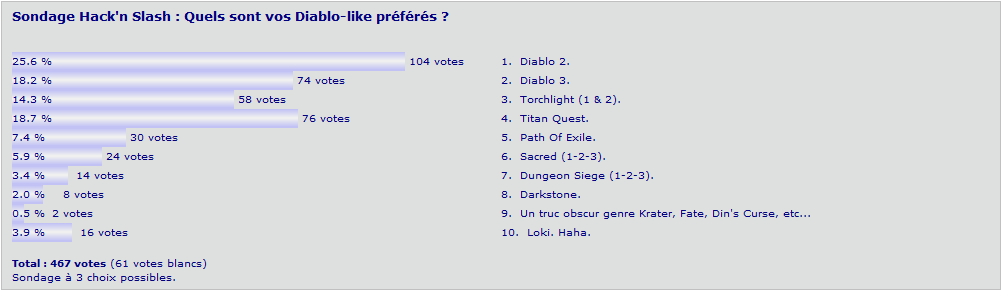 Sondage Hack'n Slash : Quels sont vos Diablo-like préférés ?
25.6 % 104 votes 1. Diablo 2.
18.2 % 74 votes 2. Diablo 3.
14.3 % 58 votes 3. Torchlight (1 & 2).
18.7 % 76 votes 4. Titan Quest.
7.4 % 30 votes 5. Path Of Exile.
5.9 % 24 votes 6. Sacred (1-2-3).
3.4 % 14 votes 7. Dungeon Siege (1-2-3).
2.0 % 8 votes 8. Darkstone.
0.5 % 2 votes 9. Un truc obscur genre Krater, Fate, Din's Curse, etc...
3.9 % 16 votes 10. Loki. Haha.
Total : 467 votes (61 votes blancs)
Sondage à 3 choix possibles.